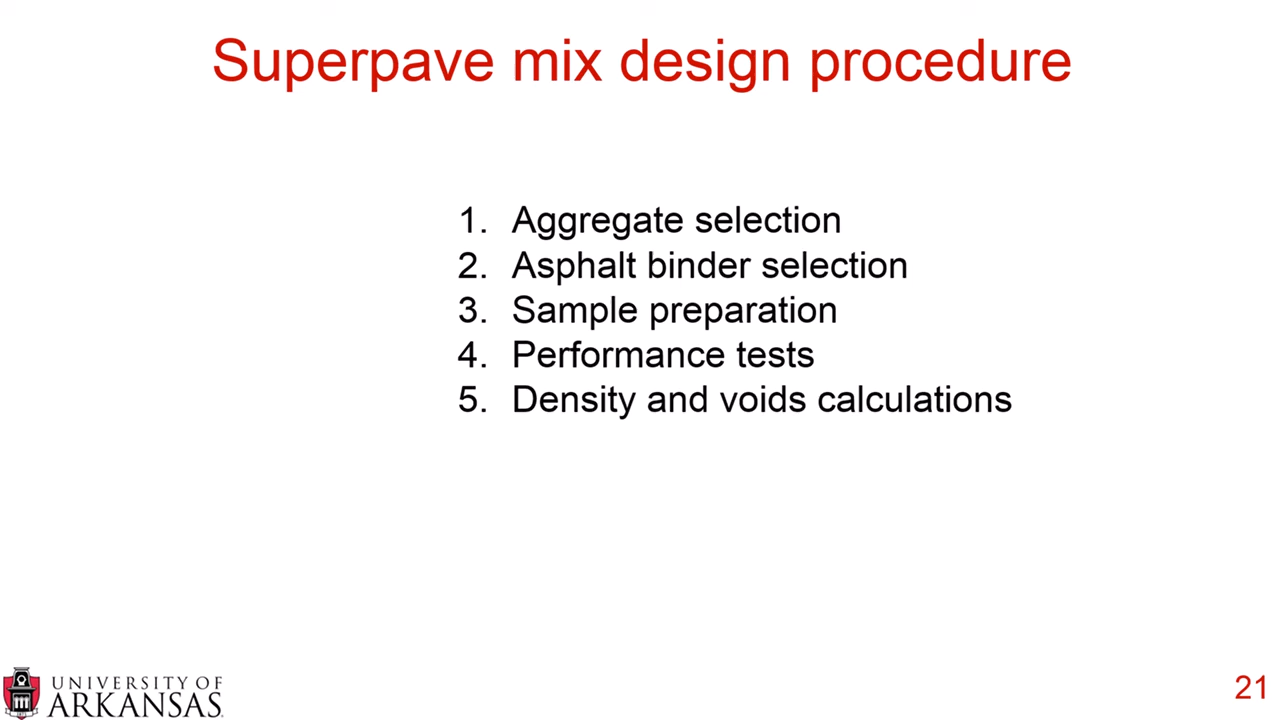 Superpave mix design procedure
1. Aggregate selection
2. Asphalt binder selection
3. Sample preparation
4. Performance tests
5. Density and voids calculations
UNIVERSITY OF
ARKANSAS
21